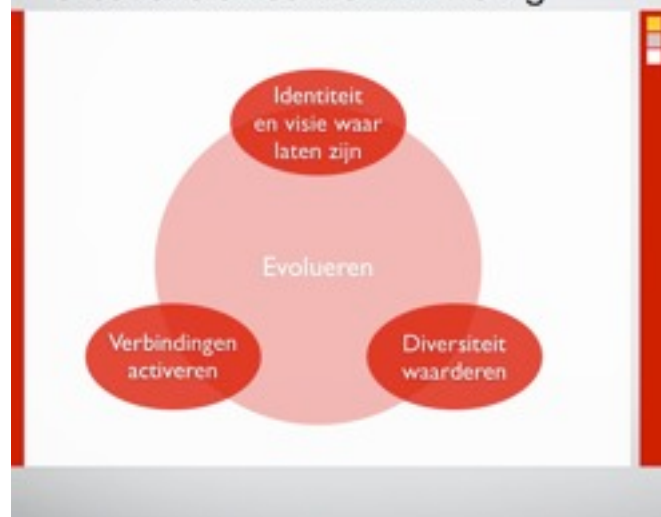 Identiteit
en visie waar
laten zijn
Evolueren
Verbindingen
activeren
Diversiteit
waarderen